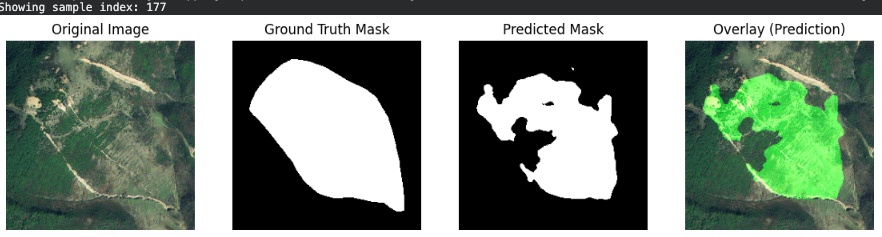 Showing sample index: 177
Original Image
Ground Truth Mask
Predicted Mask
Overlay (Prediction)